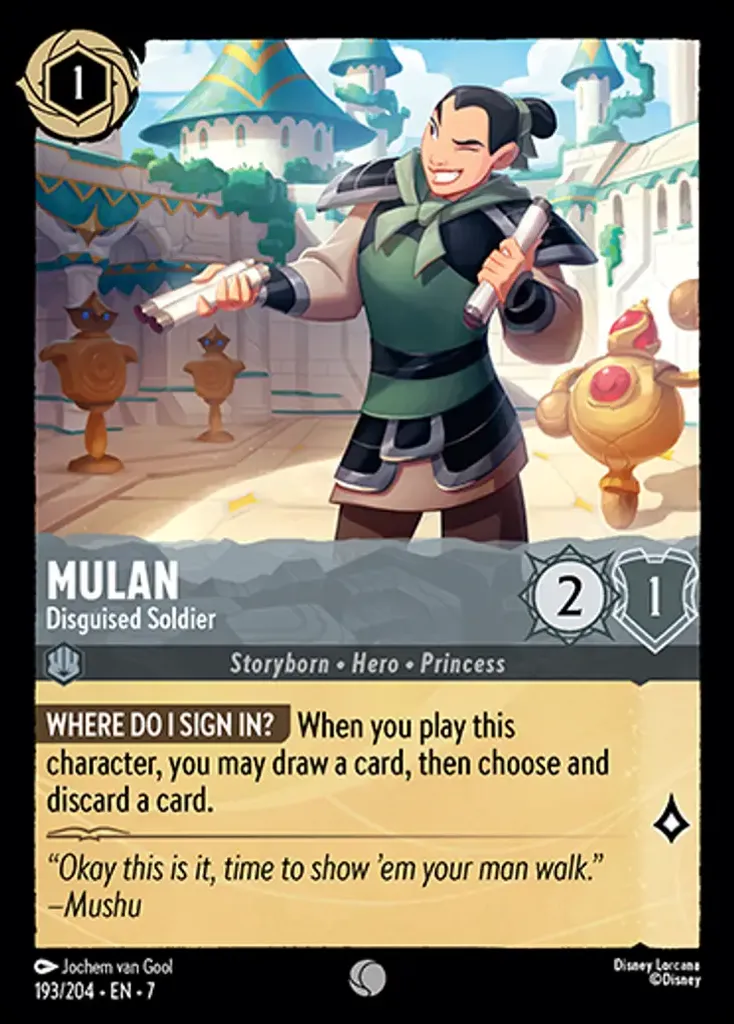 1
MULAN
Disguised Soldier
2
1
Storyborn • Hero • Princess
WHERE DO I SIGN IN? When you play this
character, you may draw a card, then choose and
discard a card.
“Okay this is it, time to show ’em your man walk.”
–Mushu
Jochem van Gool
193/204 • EN • 7
Disney Lorcana
©Disney